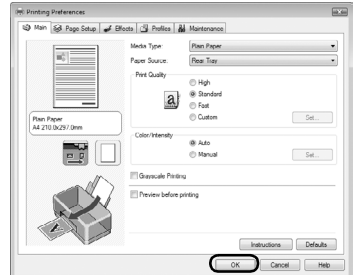 Printing Preferences
Main Page Setup Effects Profiles Maintenance
Media Type: Plain Paper
Paper Source: Rear Tray
Print Quality
High
Standard
Fast
Custom Set...
a
Plain Paper
A4 210.0x297.0mm
Color/Intensity
Auto
Manual Set...
Grayscale Printing
Preview before printing
Instructions Defaults
OK Cancel Help